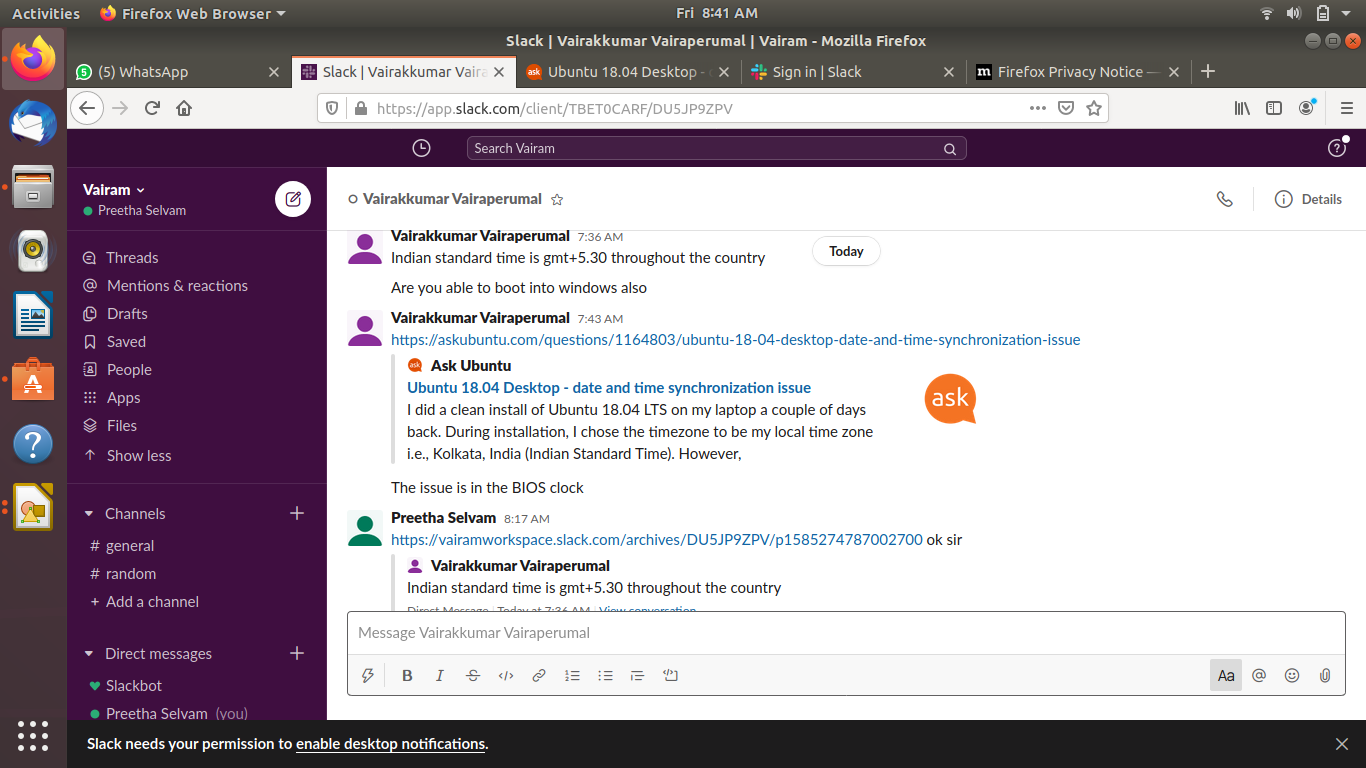 Activities Firefox Web Browser Fri 8:41 AM
Slack | Vairakkumar Vairaperumal | Vairam - Mozilla Firefox
(5) WhatsApp Slack | Vairakkumar Vaira Ubuntu 18.04 Desktop - Sign in | Slack Firefox Privacy Notice —
https://app.slack.com/client/TBET0CARF/DU5JP9ZPV
Search Vairam
Vairam
Preetha Selvam
Threads
Mentions & reactions
Drafts
Saved
People
Apps
Files
Show less
Channels
# general
# random
+ Add a channel
Direct messages
Slackbot
Preetha Selvam (you)
Vairakkumar Vairaperumal Details
Today
Vairakkumar Vairaperumal 7:36 AM
Indian standard time is gmt+5.30 throughout the country
Are you able to boot into windows also
Vairakkumar Vairaperumal 7:43 AM
https://askubuntu.com/questions/1164803/ubuntu-18-04-desktop-date-and-time-synchronization-issue
ask Ask Ubuntu
Ubuntu 18.04 Desktop - date and time synchronization issue
I did a clean install of Ubuntu 18.04 LTS on my laptop a couple of days
back. During installation, I chose the timezone to be my local time zone
i.e., Kolkata, India (Indian Standard Time). However,
ask
The issue is in the BIOS clock
Preetha Selvam 8:17 AM
https://vairamworkspace.slack.com/archives/DU5JP9ZPV/p1585274787002700 ok sir
Vairakkumar Vairaperumal
Indian standard time is gmt+5.30 throughout the country
Direct Message | Today at 7:36 AM | View conversation
Message Vairakkumar Vairaperumal
B I S Aa @
Slack needs your permission to enable desktop notifications.